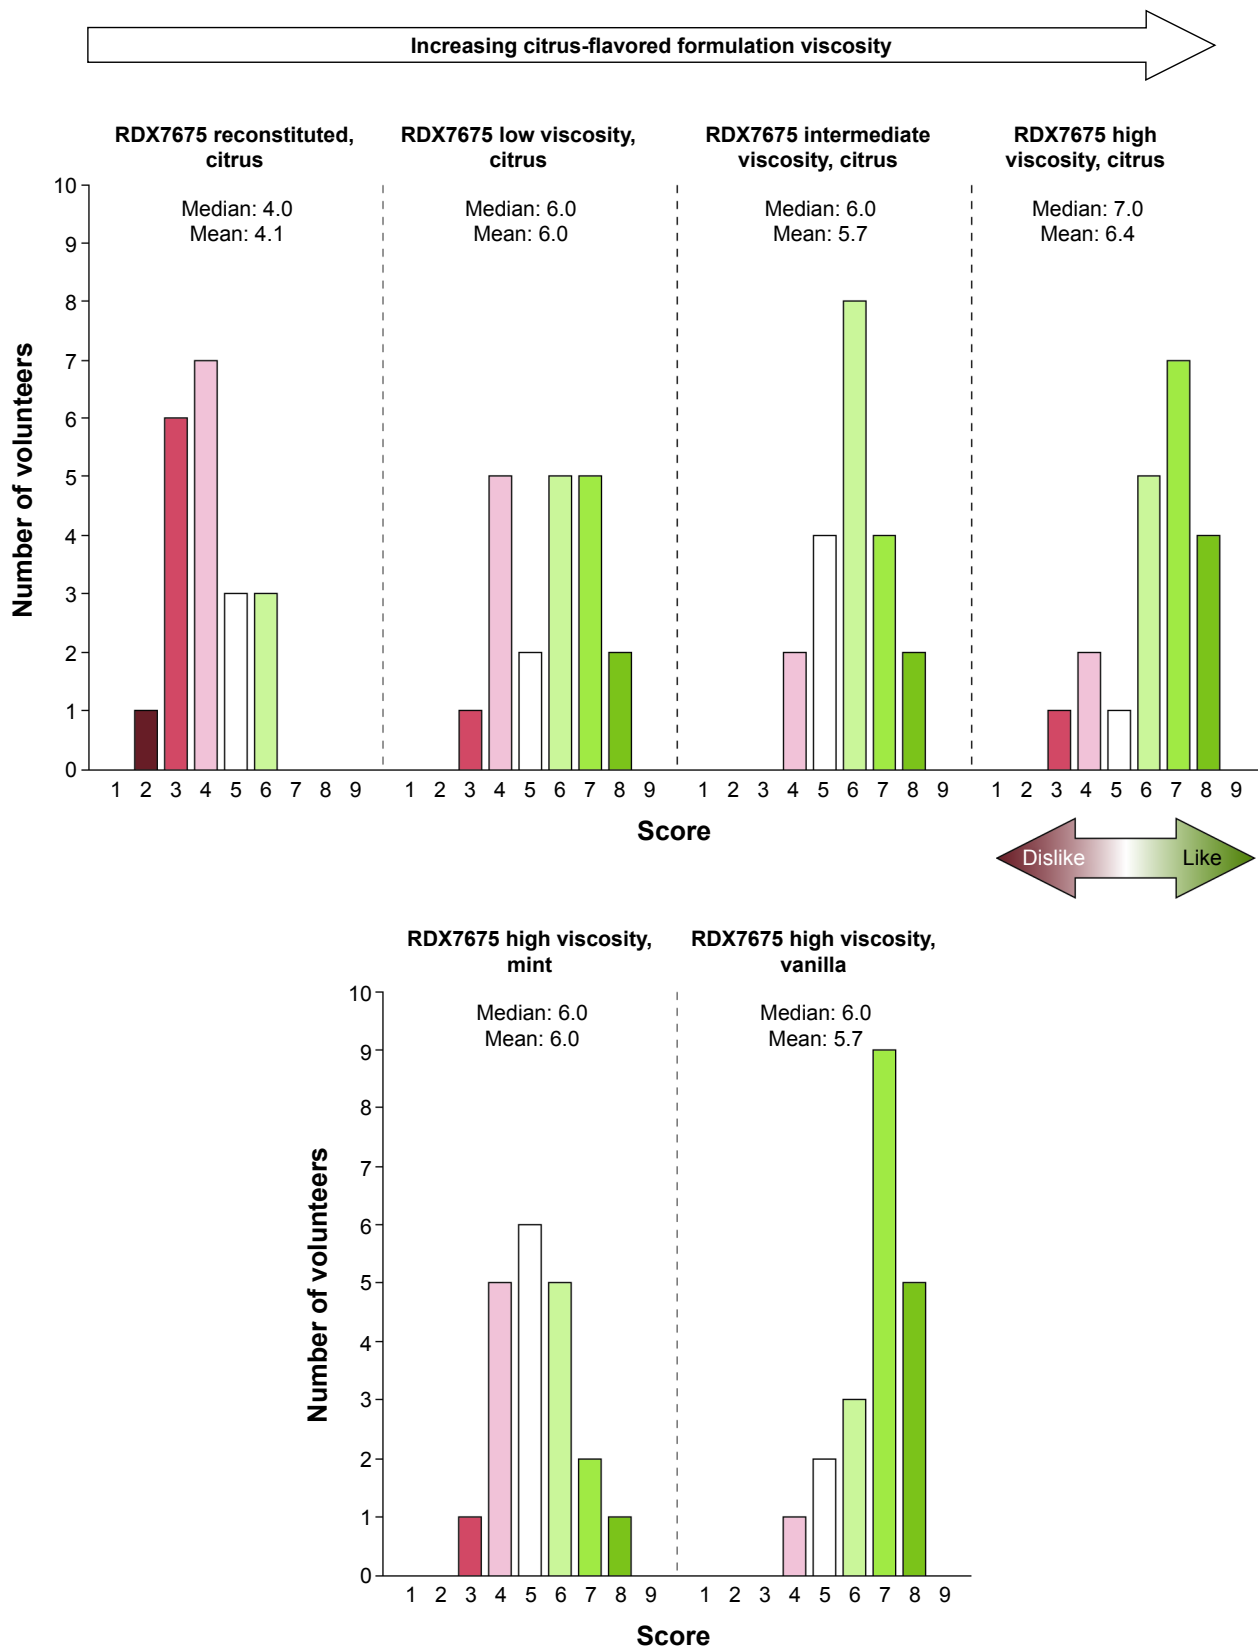 Increasing citrus-flavored formulation viscosity
RDX7675 reconstituted,
citrus
Median: 4.0
Mean: 4.1
RDX7675 low viscosity,
citrus
Median: 6.0
Mean: 6.0
RDX7675 intermediate
viscosity, citrus
Median: 6.0
Mean: 5.7
RDX7675 high
viscosity, citrus
Median: 7.0
Mean: 6.4
Number of volunteers
10
9
8
7
6
5
4
3
2
1
0
1 2 3 4 5 6 7 8 9
1 2 3 4 5 6 7 8 9
1 2 3 4 5 6 7 8 9
1 2 3 4 5 6 7 8 9
Score
Dislike
Like
RDX7675 high viscosity,
mint
Median: 6.0
Mean: 6.0
RDX7675 high viscosity,
vanilla
Median: 6.0
Mean: 5.7
Number of volunteers
10
9
8
7
6
5
4
3
2
1
0
1 2 3 4 5 6 7 8 9
1 2 3 4 5 6 7 8 9
Score